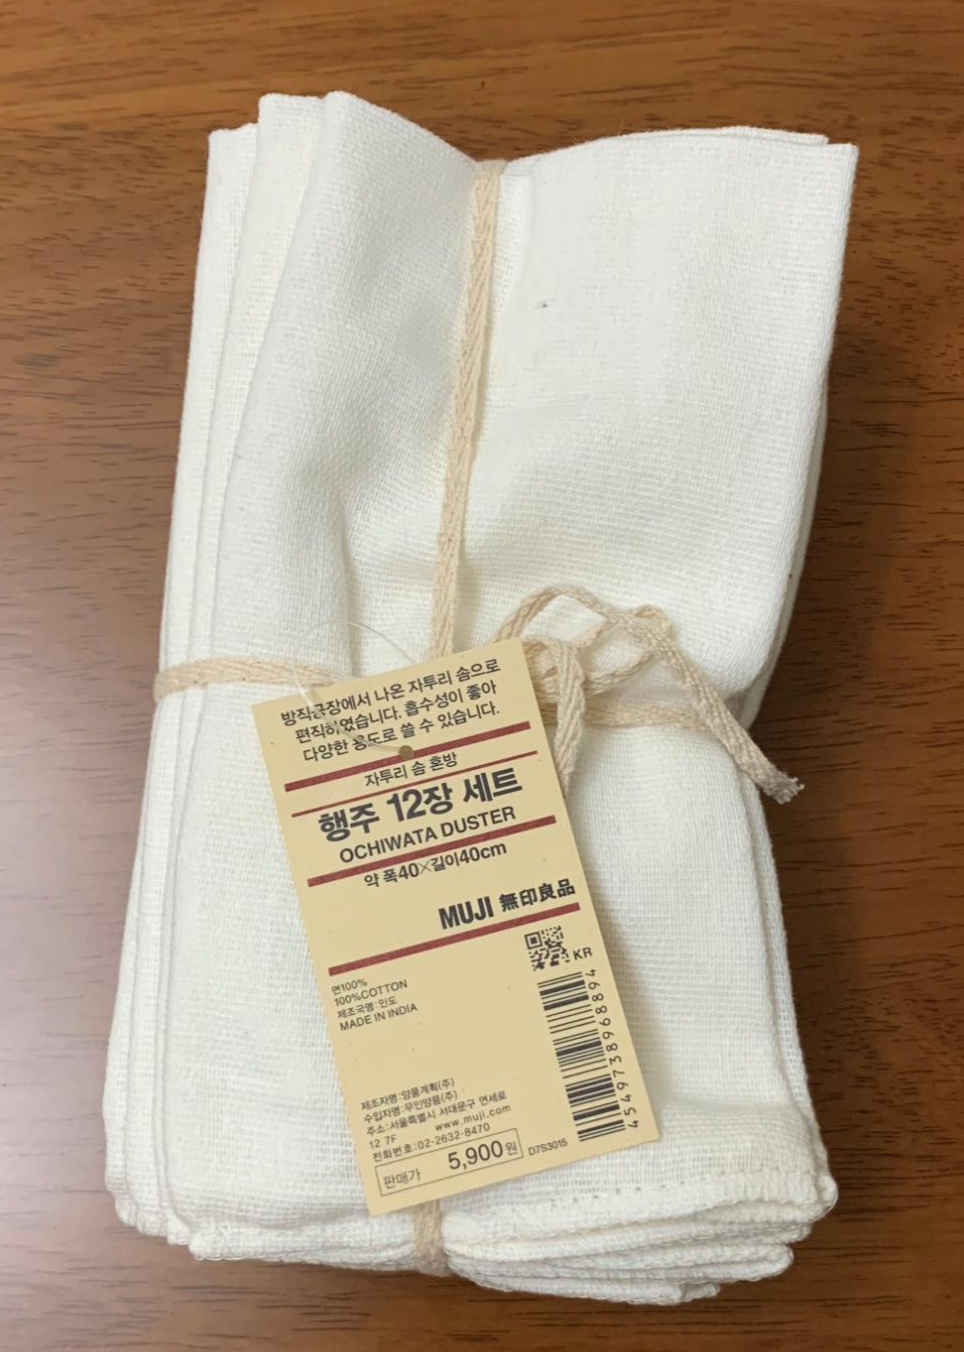 방직공장에서 나온 자투리 솜으로
편직하였습니다. 흡수성이 좋아
다양한 용도로 쓸 수 있습니다.
자투리 솜 혼방
행주 12장 세트
OCHIWATA DUSTER
약 폭40×길이40cm
MUJI 無印良品
KR
면100%
100%COTTON
제조국명:인도
MADE IN INDIA
4549738968894
제조자명:양품계획(주)
수입자명:무인양품(주)
주소:서울특별시 서대문구 연세로
12 7F www.muji.com
전화번호:02-2632-8470
판매가 5,900원
D7S3015